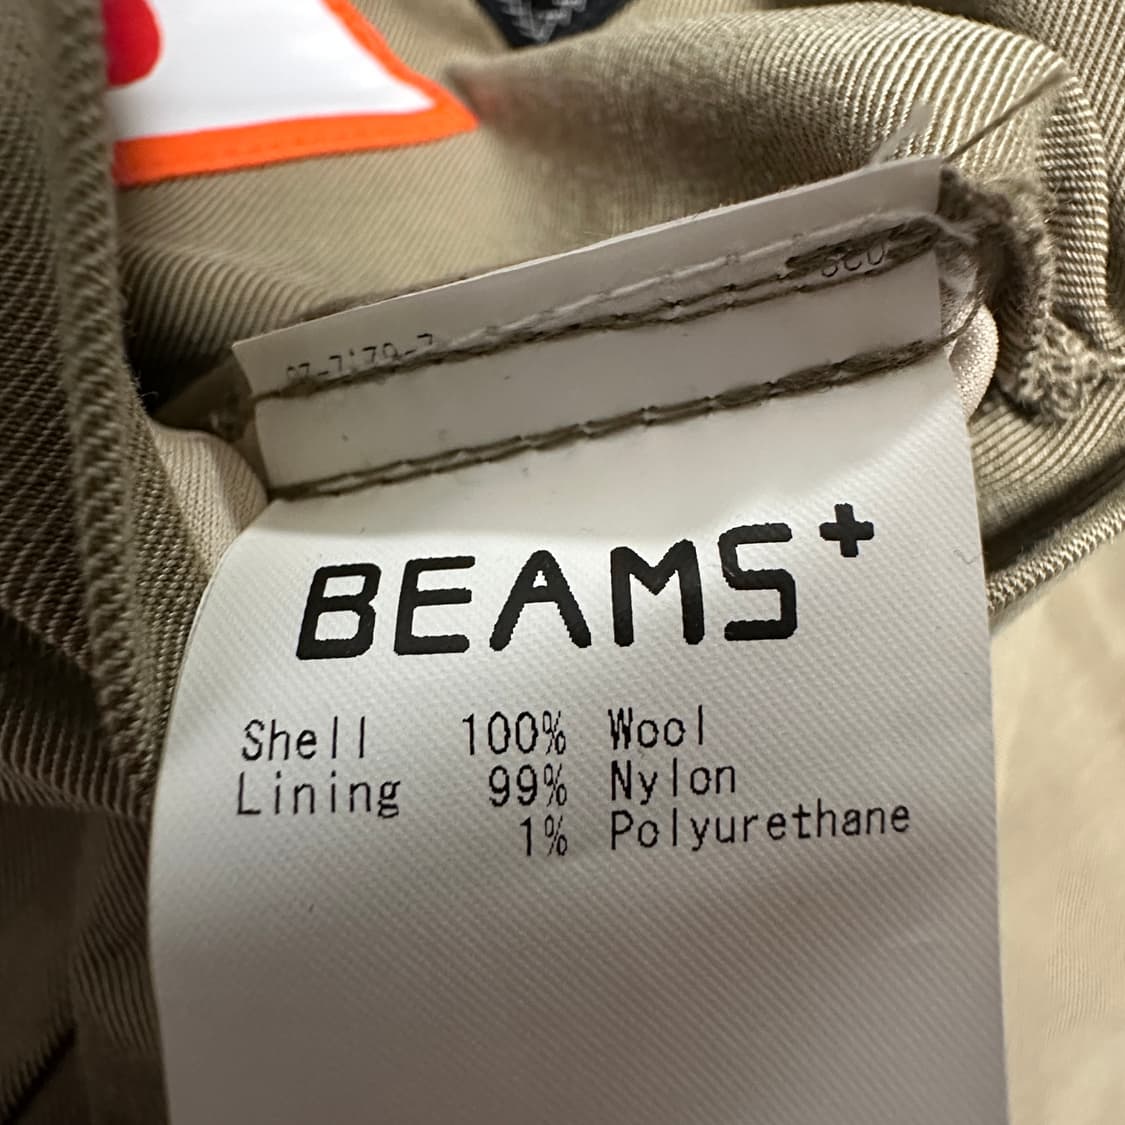 BEAMS+
Shell 100% Wool
Lining 99% Nylon
1% Polyurethane